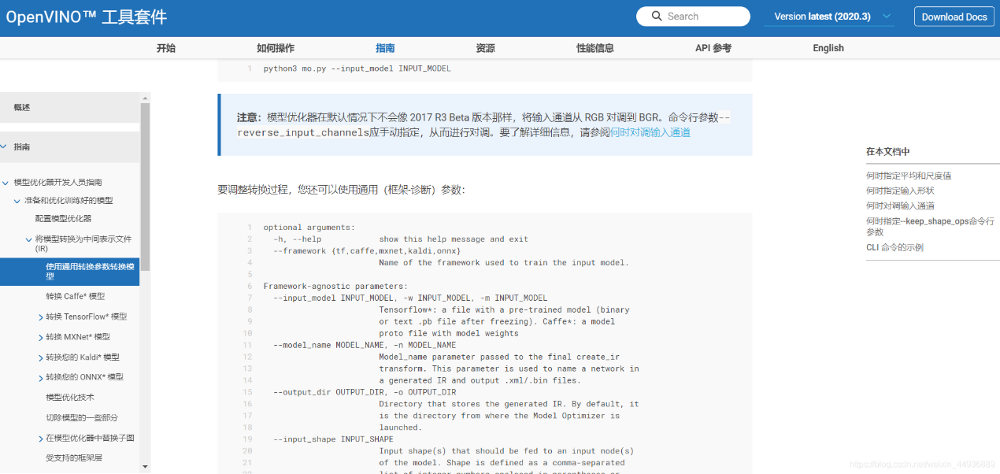 OpenVINO™ 工具套件
Search
Version latest (2020.3)
Download Docs
开始 如何操作 指南 资源 性能信息 API 参考 English
概述
指南
模型优化器开发人员指南
准备和优化训练好的模型
配置模型优化器
将模型转换为中间表示文件
(IR)
使用通用转换参数转换模
型
转换 Caffe* 模型
转换 TensorFlow* 模型
转换 MXNet* 模型
转换您的 Kaldi* 模型
转换您的 ONNX* 模型
模型优化技术
切除模型的一些部分
在模型优化器中替换子图
受支持的框架层
1 python3 mo.py --input_model INPUT_MODEL
注意：模型优化器在默认情况下不会像 2017 R3 Beta 版本那样，将输入通道从 RGB 对调到 BGR。命令行参数--
reverse_input_channels应手动指定，从而进行对调。要了解详细信息，请参阅何时对调输入通道
要调整转换过程，您还可以使用通用（框架-诊断）参数：
1 optional arguments:
2 -h, --help show this help message and exit
3 --framework {tf,caffe,mxnet,kaldi,onnx}
4 Name of the framework used to train the input model.
5
6 Framework-agnostic parameters:
7 --input_model INPUT_MODEL, -w INPUT_MODEL, -m INPUT_MODEL
8 Tensorflow*: a file with a pre-trained model (binary
9 or text .pb file after freezing). Caffe*: a model
10 proto file with model weights
11 --model_name MODEL_NAME, -n MODEL_NAME
12 Model_name parameter passed to the final create_ir
13 transform. This parameter is used to name a network in
14 a generated IR and output .xml/.bin files.
15 --output_dir OUTPUT_DIR, -o OUTPUT_DIR
16 Directory that stores the generated IR. By default, it
17 is the directory from where the Model Optimizer is
18 launched.
19 --input_shape INPUT_SHAPE
20 Input shape(s) that should be fed to an input node(s)
21 of the model. Shape is defined as a comma-separated
22 list of integer numbers enclosed in parentheses or
在本文档中
何时指定平均和尺度值
何时指定输入形状
何时对调输入通道
何时指定--keep_shape_ops命令行
参数
CLI 命令的示例
https://blog.csdn.net/weixin_44936889